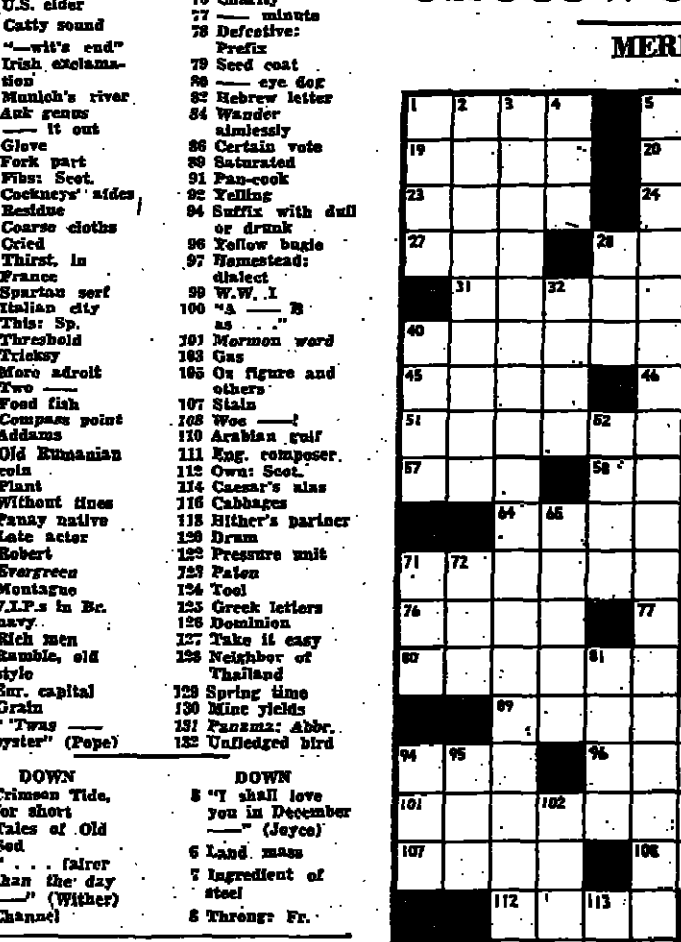 U.S. elder
Catty sound
"—wit's end"
Irish exclama-
tion
Munich's river
Auk genus
—— it out
Glove
Fork part
Fibs: Scot.
Cockneys' aides
Residue
Coarse cloths
Cried
Thirst, in
France
Spartan serf
Italian city
This: Sp.
Threshold
Tricksy
More adroit
Two ——
Food fish
Compass point
Addams
Old Rumanian
coin
Plant
Without tines
Panay native
Late actor
Robert
Evergreen
Montague
V.I.P.s in Br.
navy
Rich men
Ramble, old
style
Eur. capital
Grain
"'Twas ——
oyster" (Pope)
DOWN
Crimson Tide,
for short
Tales of Old
Sod
" . . . fairer
than the day
——" (Wither)
Channel
77 —— minute
78 Defective:
Prefix
79 Seed coat
80 —— eye dog
82 Hebrew letter
84 Wander
aimlessly
86 Certain vote
89 Saturated
91 Pan-cook
92 Yelling
94 Suffix with dull
or drunk
96 Yellow bugle
97 Homestead:
dialect
99 W.W. I
100 "A —— B
as . . ."
101 Mormon word
103 Gas
105 Oz figure and
others
107 Stain
108 Woe ——!
110 Arabian gulf
111 Eng. composer
112 Own: Scot.
114 Caesar's alas
116 Cabbages
118 Hither's partner
120 Drum
122 Pressure unit
123 Paten
124 Tool
125 Greek letters
126 Dominion
127 Take it easy
128 Neighbor of
Thailand
129 Spring time
130 Mine yields
131 Panama: Abbr.
132 Unfledged bird
DOWN
5 "I shall love
you in December
——" (Joyce)
6 Land mass
7 Ingredient of
steel
8 Throng: Fr.
1 2 3 4 5
19 20
23 24
27 28
31 32
40
45 46
51 52
57 58
64 65
71 72
76 77
80 81
89
94 95 96
101 102
107 108
112 113